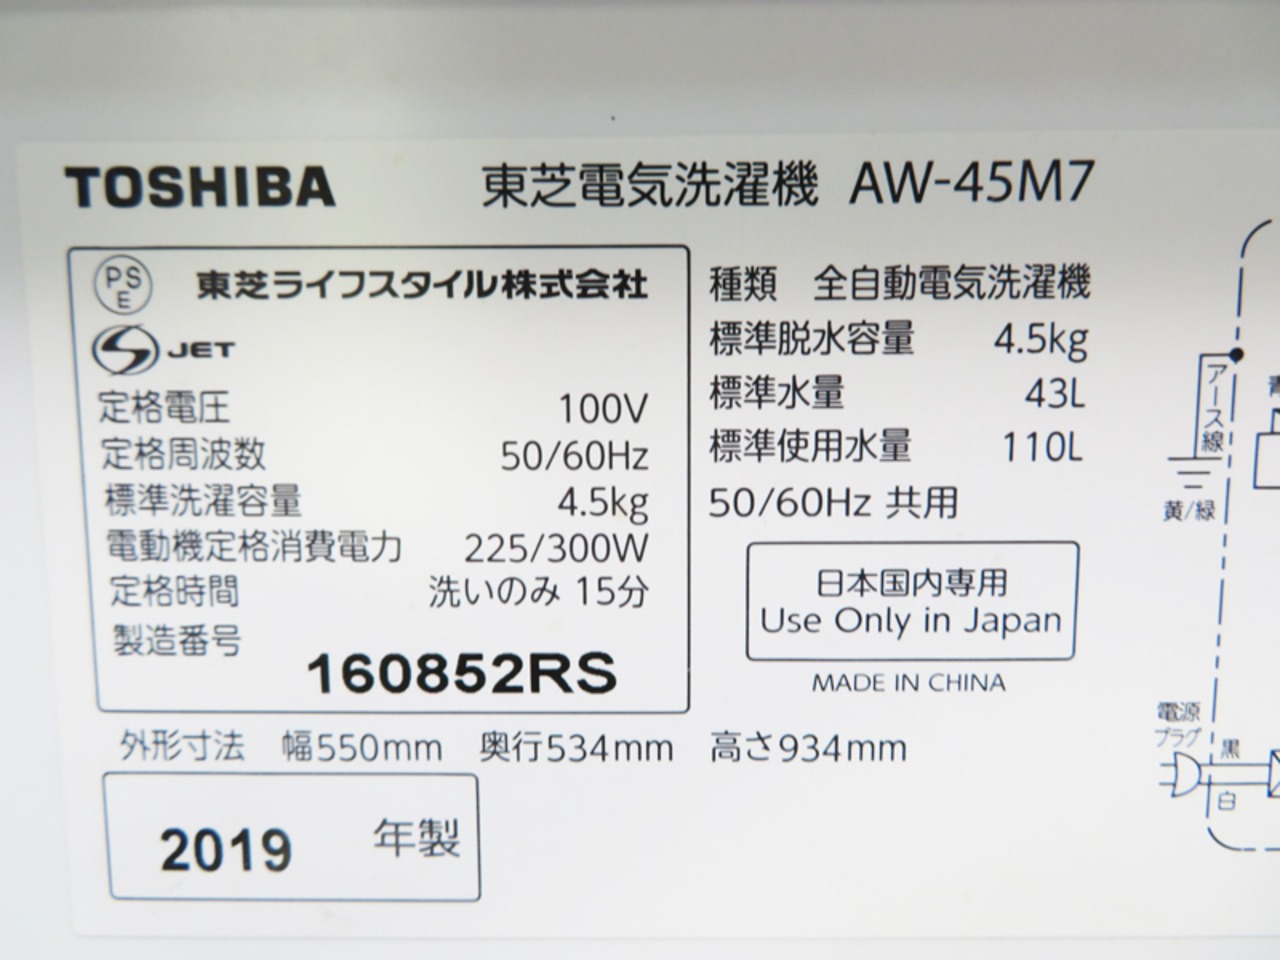 TOSHIBA 東芝電気洗濯機 AW-45M7
PS
E
東芝ライフスタイル株式会社
JET
定格電圧 100V
定格周波数 50/60Hz
標準洗濯容量 4.5kg
電動機定格消費電力 225/300W
定格時間 洗いのみ 15分
製造番号
160852RS
種類 全自動電気洗濯機
標準脱水容量 4.5kg
標準水量 43L
標準使用水量 110L
50/60Hz 共用
日本国内専用
Use Only in Japan
MADE IN CHINA
外形寸法 幅550mm 奥行534mm 高さ934mm
2019 年製
アース線
黄/緑
電源
プラグ
黒
白